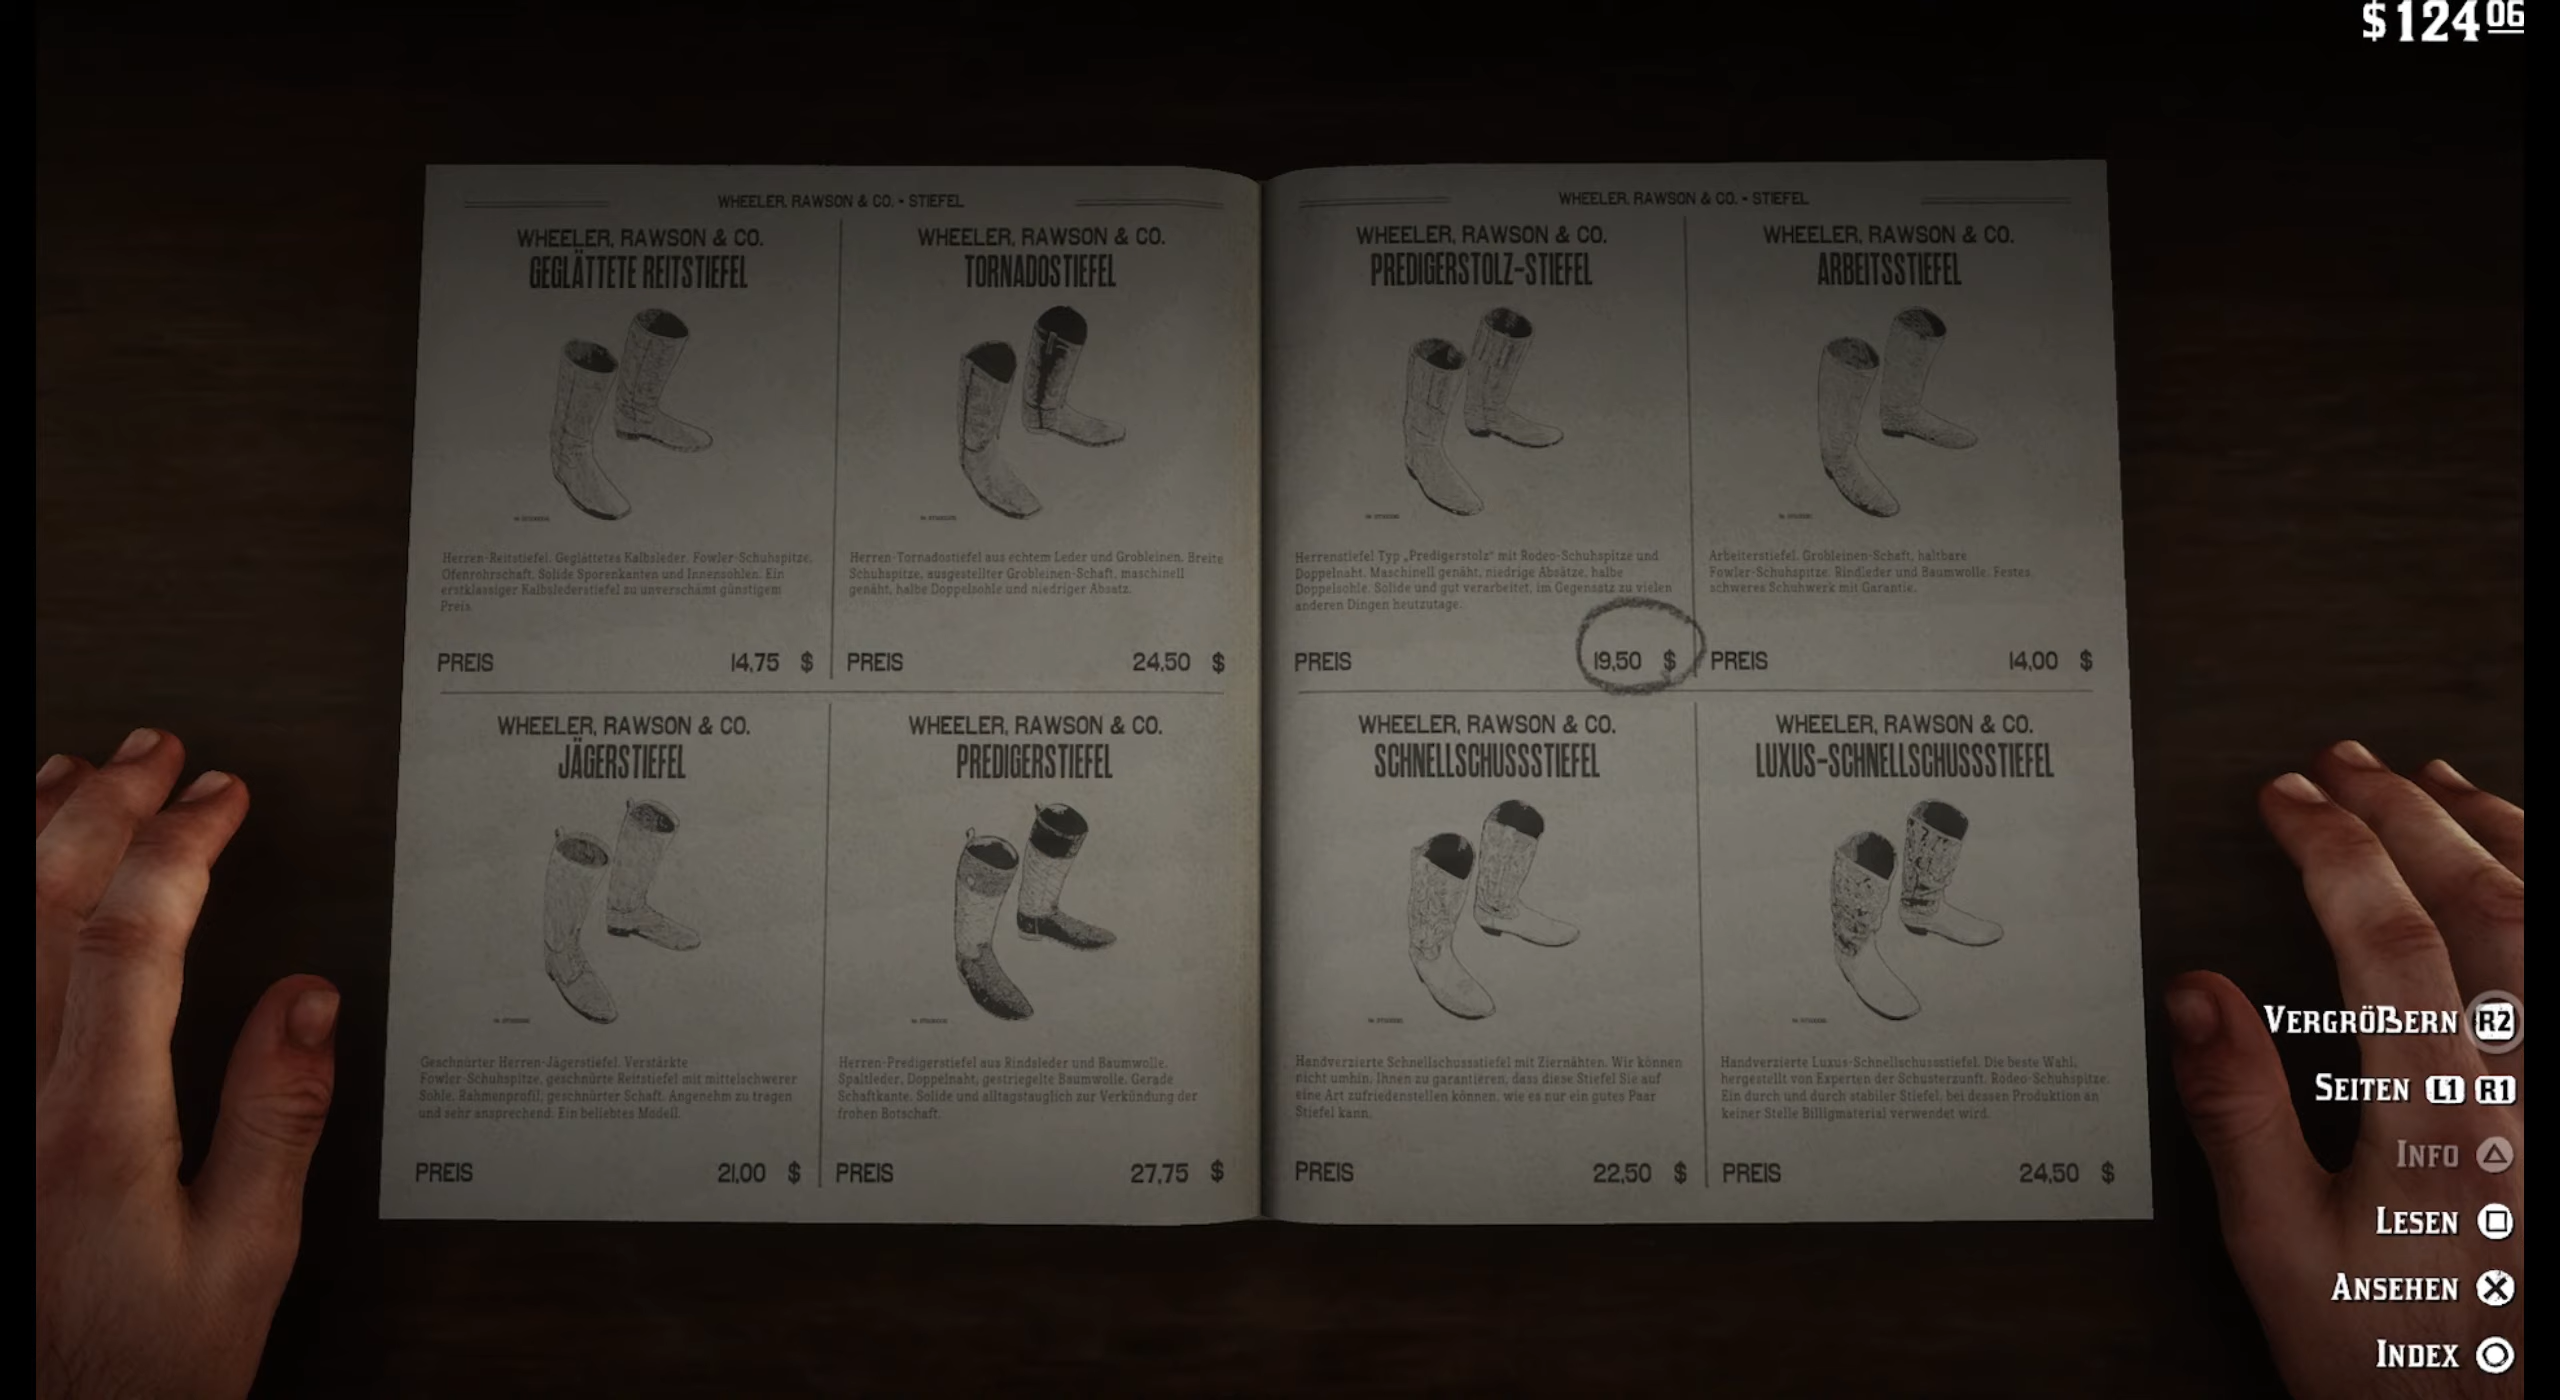 $12406
WHEELER, RAWSON & CO. - STIEFEL
WHEELER, RAWSON & CO.
GEGLÄTTETE REITSTIEFEL
Herren-Reitstiefel. Geglättetes Kalbsleder. Fowler-Schuhspitze,
Ofenrohrschaft. Solide Sporenkanten und Innensohlen. Ein
erstklassiger Kalbslederstiefel zu unverschämt günstigem
Preis.
PREIS 14,75 $
WHEELER, RAWSON & CO.
TORNADOSTIEFEL
Herren-Tornadostiefel aus echtem Leder und Grobleinen. Breite
Schuhspitze, ausgestellter Grobleinen-Schaft, maschinell
genäht, halbe Doppelsohle und niedriger Absatz.
PREIS 24,50 $
WHEELER, RAWSON & CO.
JÄGERSTIEFEL
Geschnürter Herren-Jägerstiefel. Verstäskte
Fowler-Schuhspitze, geschnürte Reitstiefel mit mittelschwerer
Sohle. Rahmenprofil, geschnürter Schaft. Angenehm zu tragen
und sehr ansprechend. Ein beliebtes Modell.
PREIS 21,00 $
WHEELER, RAWSON & CO.
PREDIGERSTIEFEL
Herren-Predigerstiefel aus Rindsleder und Baumwolle.
Spaltleder, Doppelnaht, gestriegelte Baumwolle. Gerade
Schaftkante. Solide und alltagstauglich zur Verkündung der
frohen Botschaft.
PREIS 27,75 $
WHEELER, RAWSON & CO. - STIEFEL
WHEELER, RAWSON & CO.
PREDIGERSTOLZ-STIEFEL
Herrenstiefel Typ „Predigerstolz“ mit Rodeo-Schuhspitze und
Doppelnaht. Maschinell genäht, niedrige Absätze, halbe
Doppelsohle. Solide und gut verarbeitet, im Gegensatz zu vielen
anderen Dingen heutzutage.
PREIS 19,50 $
WHEELER, RAWSON & CO.
ARBEITSSTIEFEL
Arbeiterstiefel. Grobleinen-Schaft, haltbare
Fowler-Schuhspitze. Rindleder und Baumwolle. Festes,
schweres Schuhwerk mit Garantie.
PREIS 14,00 $
WHEELER, RAWSON & CO.
SCHNELLSCHUSSSTIEFEL
Handverzierte Schnellschussstiefel mit Ziernähten. Wir können
nicht umhin, Ihnen zu garantieren, dass diese Stiefel Sie auf
eine Art zufriedenstellen können, wie es nur ein gutes Paar
Stiefel kann.
PREIS 22,50 $
WHEELER, RAWSON & CO.
LUXUS-SCHNELLSCHUSSSTIEFEL
Handverzierte Luxus-Schnellschussstiefel. Die beste Wahl,
hergestellt von Experten der Schusterzunft. Rodeo-Schuhspitze.
Ein durch und durch stabiler Stiefel, bei dessen Produktion an
keiner Stelle Billigmaterial verwendet wird.
PREIS 24,50 $
VERGRÖẞERN R2
SEITEN L1 R1
INFO
LESEN
ANSEHEN
INDEX